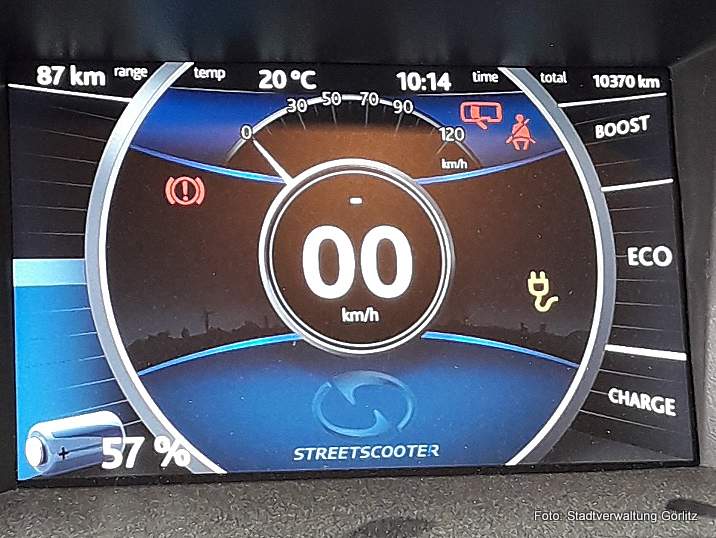 87 km range temp 20 °C 10:14 time total 10370 km
0 30 50 70 90 120
km/h
BOOST
ECO
CHARGE
-
00
km/h
57 %
+
STREETSCOOTER
Foto: Stadtverwaltung Görlitz